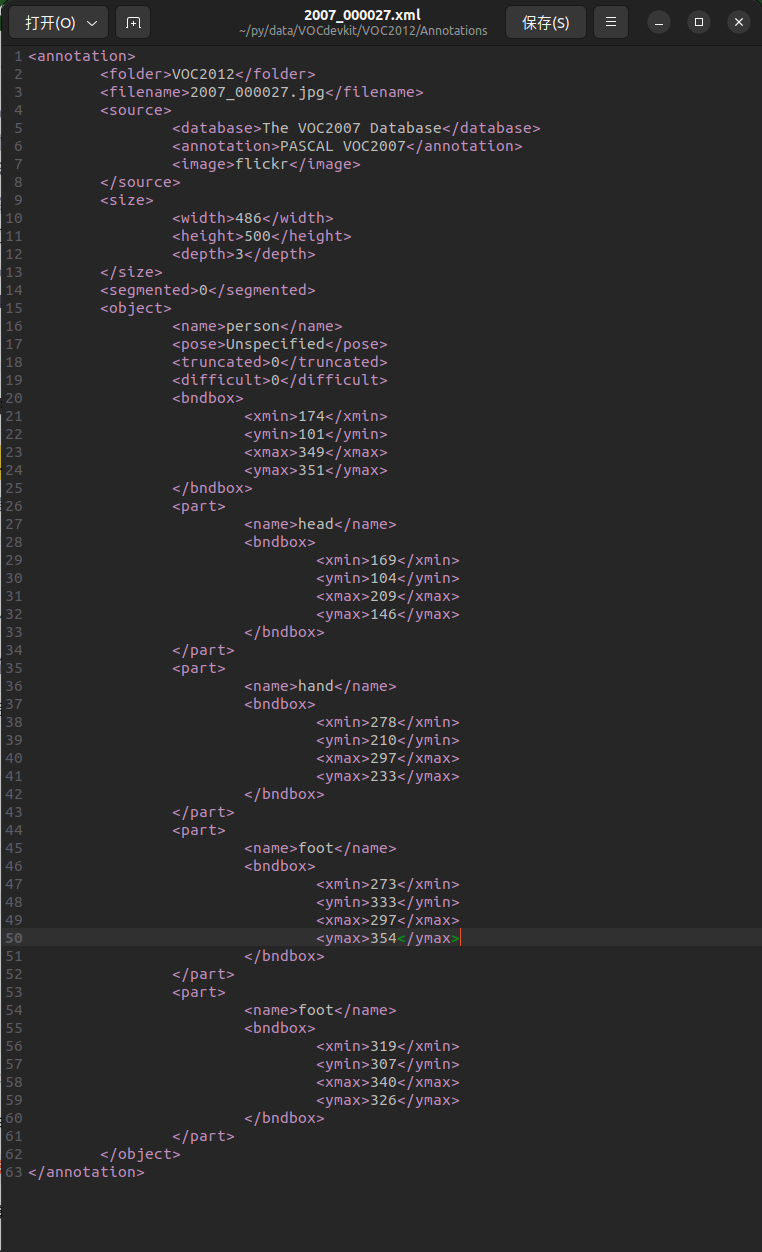 打开(O)
2007_000027.xml
~/py/data/VOCdevkit/VOC2012/Annotations
保存(S)
1 <annotation>
2 <folder>VOC2012</folder>
3 <filename>2007_000027.jpg</filename>
4 <source>
5 <database>The VOC2007 Database</database>
6 <annotation>PASCAL VOC2007</annotation>
7 <image>flickr</image>
8 </source>
9 <size>
10 <width>486</width>
11 <height>500</height>
12 <depth>3</depth>
13 </size>
14 <segmented>0</segmented>
15 <object>
16 <name>person</name>
17 <pose>Unspecified</pose>
18 <truncated>0</truncated>
19 <difficult>0</difficult>
20 <bndbox>
21 <xmin>174</xmin>
22 <ymin>101</ymin>
23 <xmax>349</xmax>
24 <ymax>351</ymax>
25 </bndbox>
26 <part>
27 <name>head</name>
28 <bndbox>
29 <xmin>169</xmin>
30 <ymin>104</ymin>
31 <xmax>209</xmax>
32 <ymax>146</ymax>
33 </bndbox>
34 </part>
35 <part>
36 <name>hand</name>
37 <bndbox>
38 <xmin>278</xmin>
39 <ymin>210</ymin>
40 <xmax>297</xmax>
41 <ymax>233</ymax>
42 </bndbox>
43 </part>
44 <part>
45 <name>foot</name>
46 <bndbox>
47 <xmin>273</xmin>
48 <ymin>333</ymin>
49 <xmax>297</xmax>
50 <ymax>354</ymax>
51 </bndbox>
52 </part>
53 <part>
54 <name>foot</name>
55 <bndbox>
56 <xmin>319</xmin>
57 <ymin>307</ymin>
58 <xmax>340</xmax>
59 <ymax>326</ymax>
60 </bndbox>
61 </part>
62 </object>
63 </annotation>